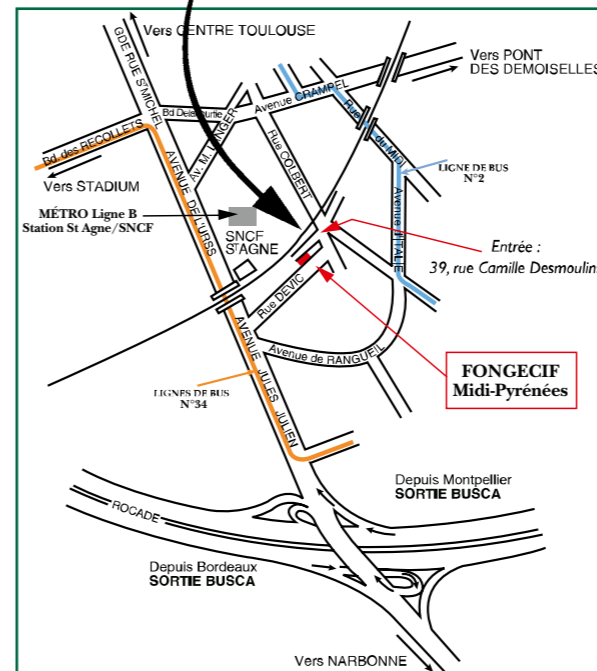 Vers CENTRE TOULOUSE
GDE RUE ST MICHEL
Vers PONT
DES DEMOISELLES
Avenue CRAMPEL
Bd Dele urtie
Bd. des RECOLLETS
Av. M. L NGER
Rue COLBERT
Rue du MIDI
LIGNE DE BUS
N°2
Vers STADIUM
AVENUE DE L'URSS
MÉTRO Ligne B
Station St Agne/SNCF
SNCF
ST AGNE
Avenue d'ITALIE
Entrée :
39, rue Camille Desmoulins
Rue DEVIC
Avenue de RANGUEIL
FONGECIF
Midi-Pyrénées
AVENUE JULES JULIEN
LIGNES DE BUS
N°34
Depuis Montpellier
SORTIE BUSCA
ROCADE
Depuis Bordeaux
SORTIE BUSCA
Vers NARBONNE